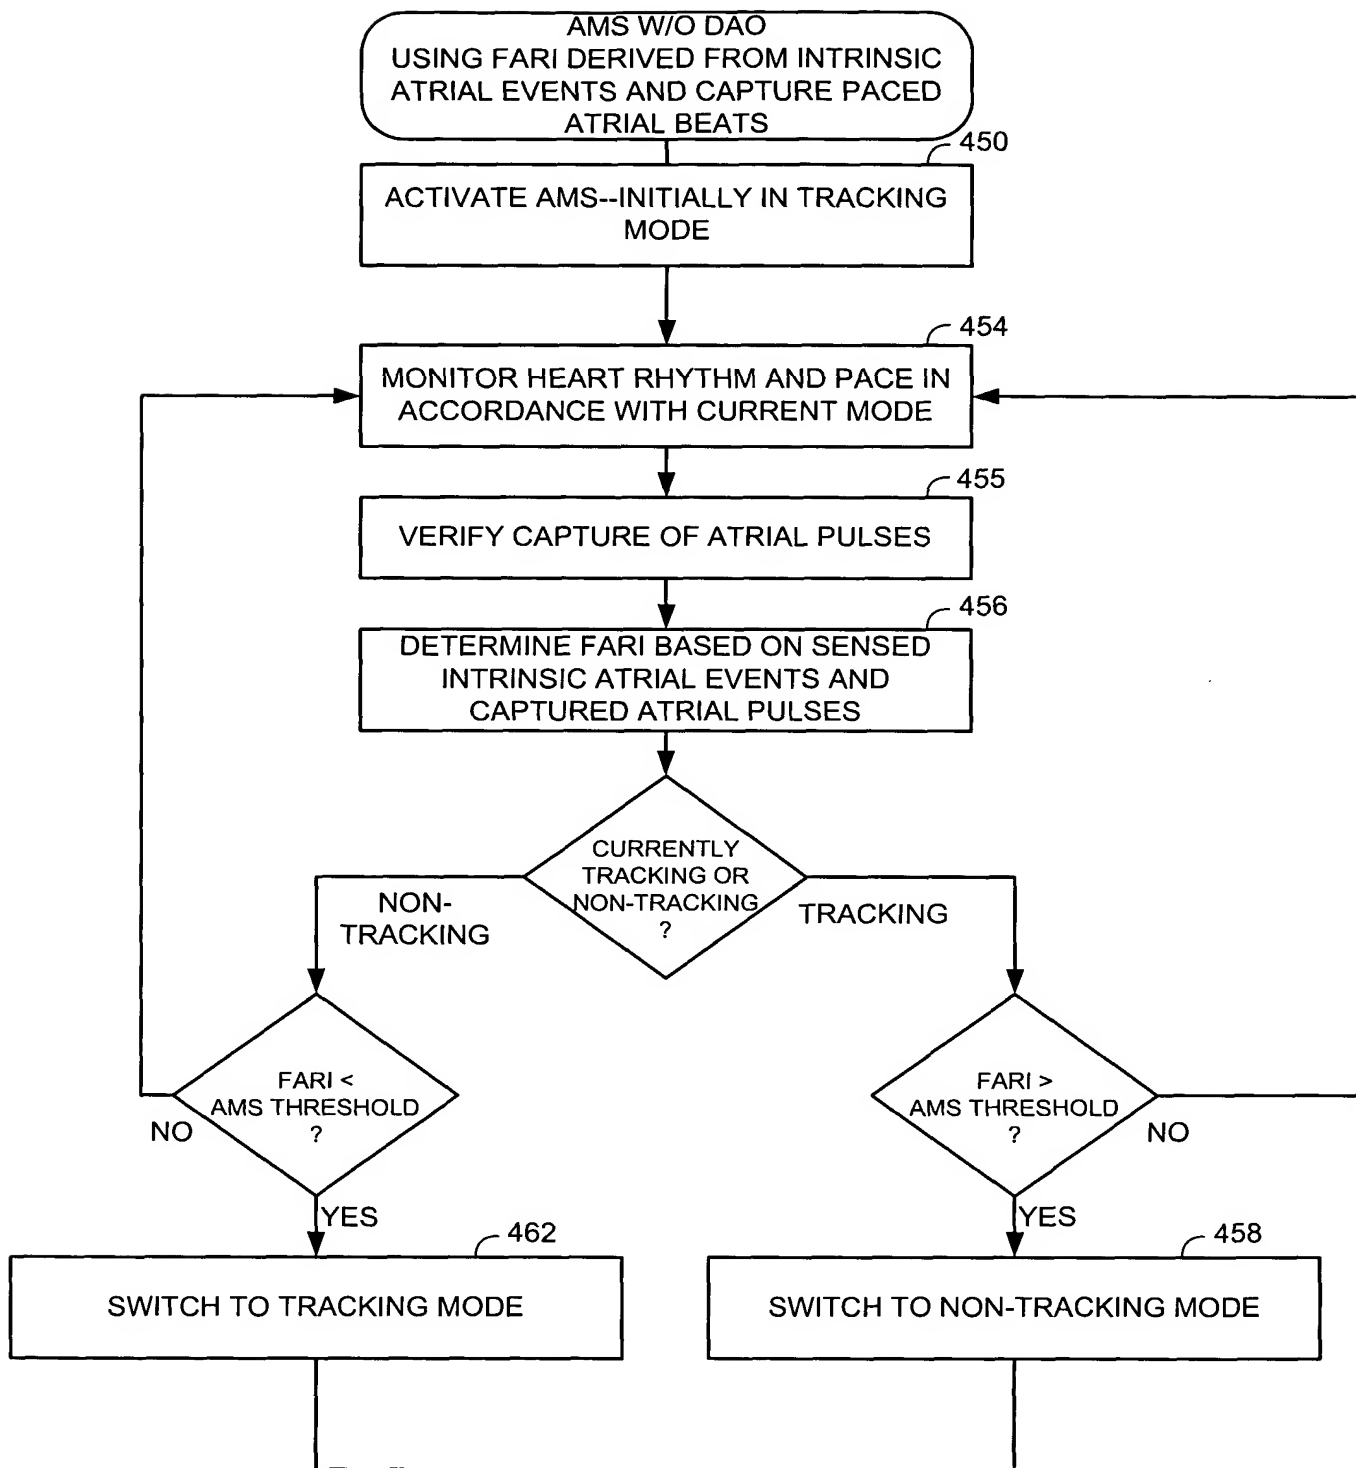 AMS W/O DAO
USING FARI DERIVED FROM INTRINSIC
ATRIAL EVENTS AND CAPTURE PACED
ATRIAL BEATS
450
ACTIVATE AMS--INITIALLY IN TRACKING
MODE
454
MONITOR HEART RHYTHM AND PACE IN
ACCORDANCE WITH CURRENT MODE
455
VERIFY CAPTURE OF ATRIAL PULSES
456
DETERMINE FARI BASED ON SENSED
INTRINSIC ATRIAL EVENTS AND
CAPTURED ATRIAL PULSES
CURRENTLY
TRACKING OR
NON-TRACKING
?
NON-
TRACKING
TRACKING
FARI <
AMS THRESHOLD
?
NO
YES
FARI >
AMS THRESHOLD
?
NO
YES
462
SWITCH TO TRACKING MODE
458
SWITCH TO NON-TRACKING MODE